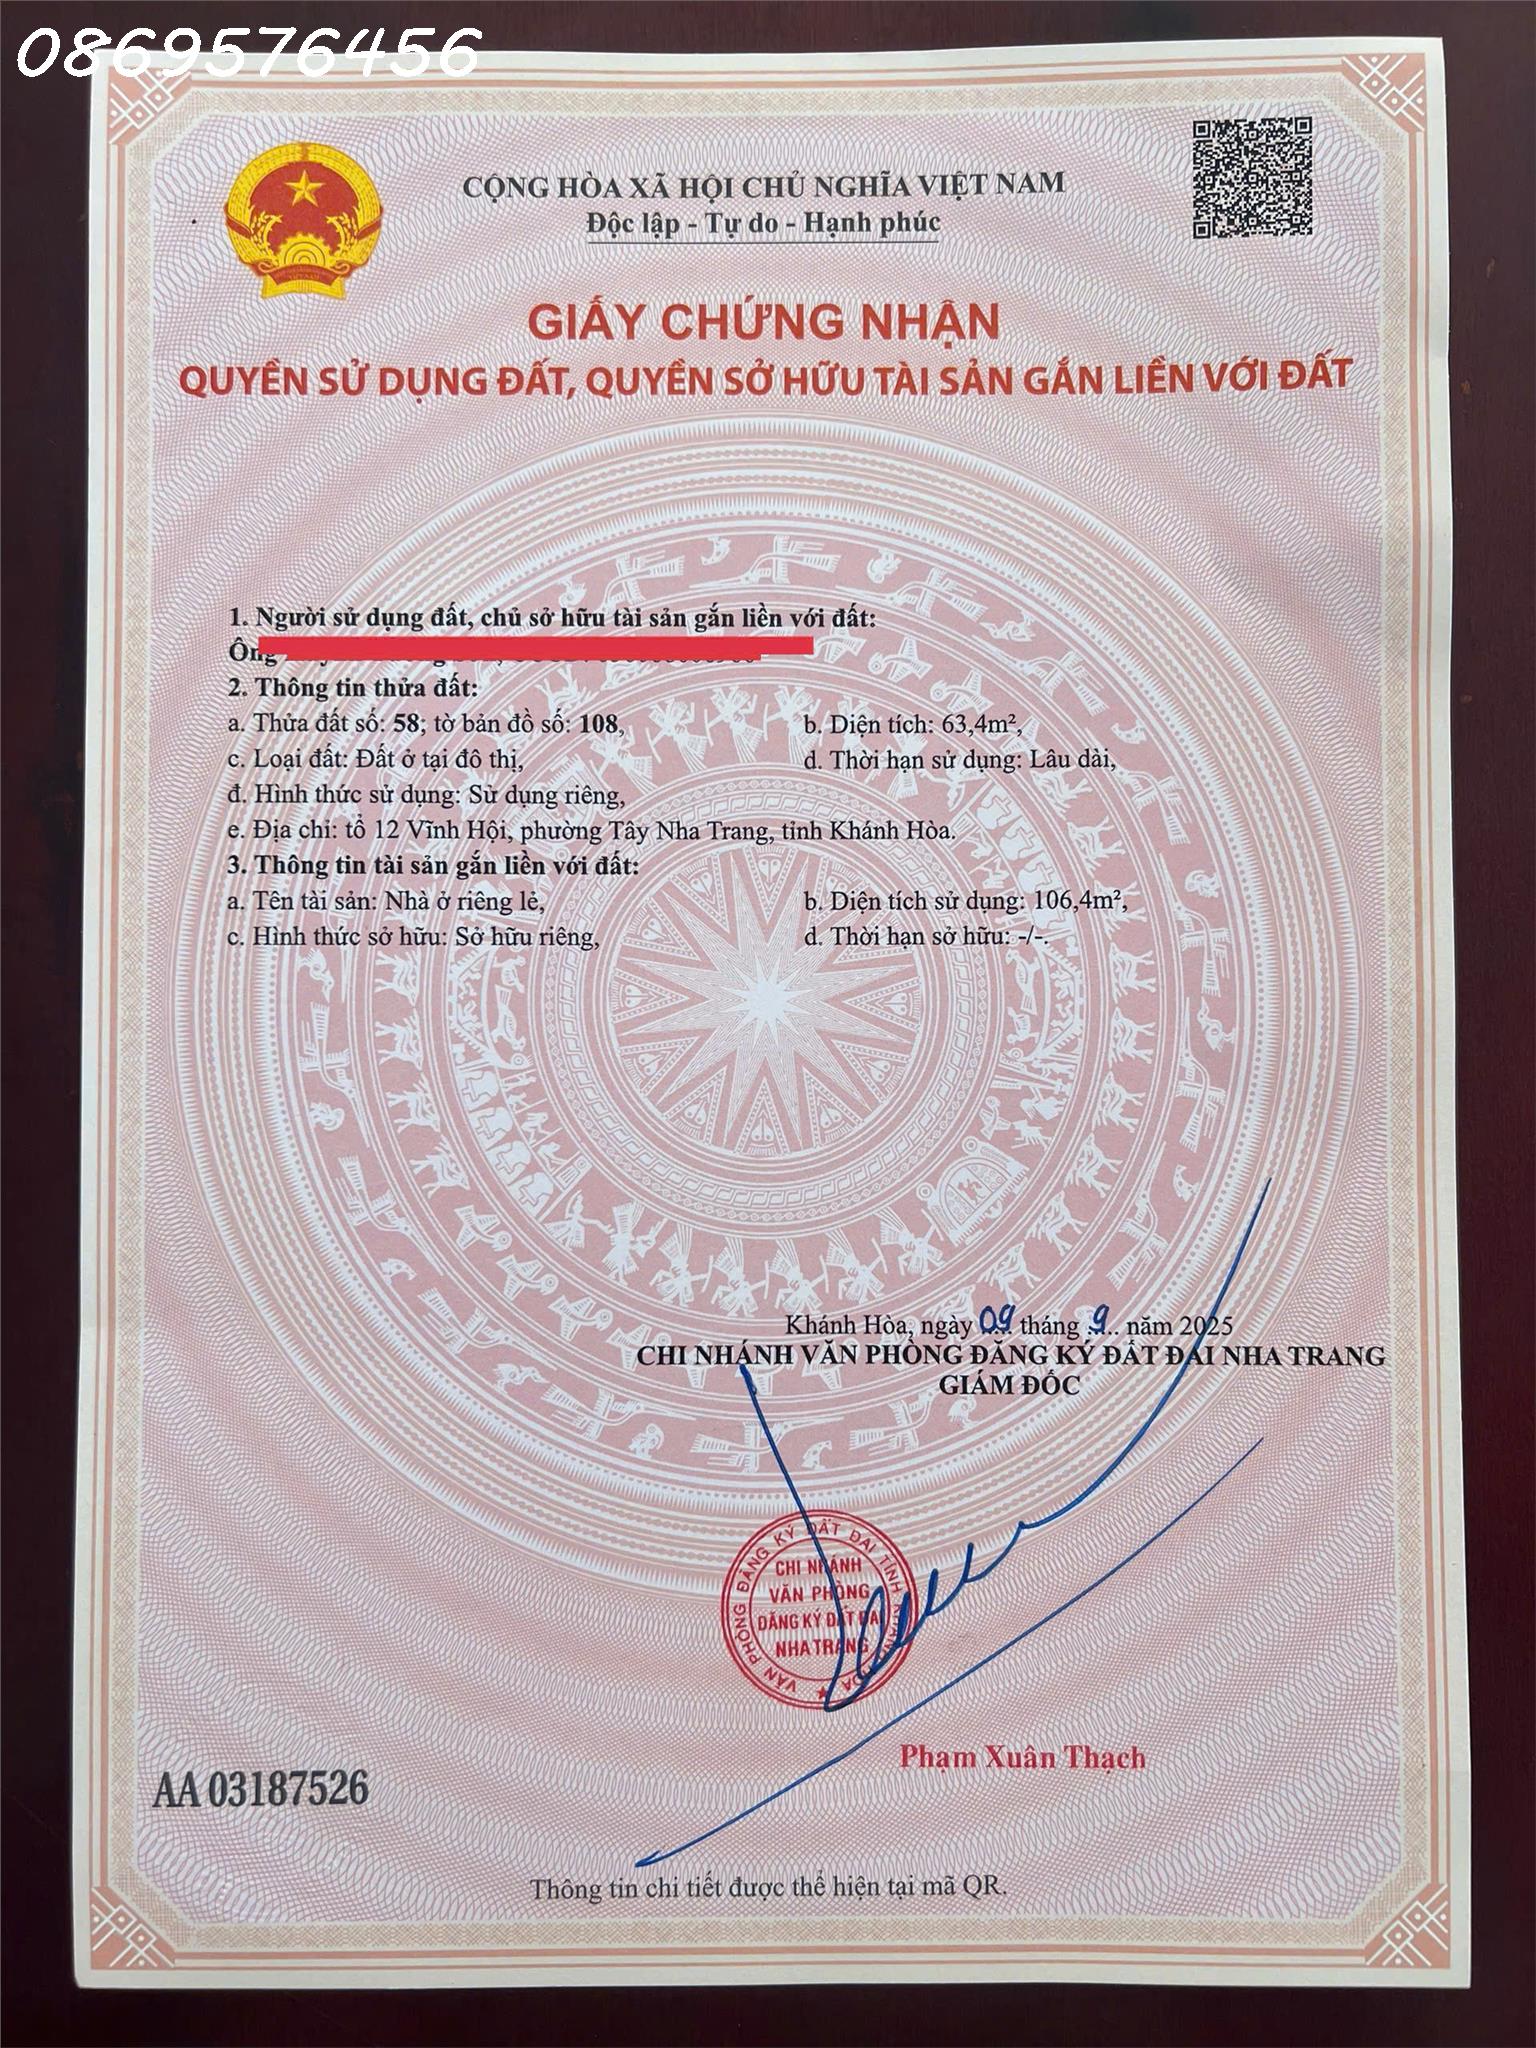 0869576456
CỘNG HÒA XÃ HỘI CHỦ NGHĨA VIỆT NAM
Độc lập - Tự do - Hạnh phúc
GIẤY CHỨNG NHẬN
QUYỀN SỬ DỤNG ĐẤT, QUYỀN SỞ HỮU TÀI SẢN GẮN LIỀN VỚI ĐẤT
1. Người sử dụng đất, chủ sở hữu tài sản gắn liền với đất:
Ông
2. Thông tin thửa đất:
a. Thửa đất số: 58; tờ bản đồ số: 108, b. Diện tích: 63,4m²,
c. Loại đất: Đất ở tại đô thị, d. Thời hạn sử dụng: Lâu dài,
đ. Hình thức sử dụng: Sử dụng riêng,
e. Địa chỉ: tổ 12 Vĩnh Hội, phường Tây Nha Trang, tỉnh Khánh Hòa.
3. Thông tin tài sản gắn liền với đất:
a. Tên tài sản: Nhà ở riêng lẻ, b. Diện tích sử dụng: 106,4m²,
c. Hình thức sở hữu: Sở hữu riêng, d. Thời hạn sở hữu: -/-.
Khánh Hòa, ngày 09 tháng 9 năm 2025
CHI NHÁNH VĂN PHÒNG ĐĂNG KÝ ĐẤT ĐAI NHA TRANG
GIÁM ĐỐC
VĂN PHÒNG ĐĂNG KÝ ĐẤT ĐAI TỈNH KHÁNH HÒA
CHI NHÁNH
VĂN PHÒNG
ĐĂNG KÝ ĐẤT ĐAI
NHA TRANG
Phạm Xuân Thạch
AA 03187526
Thông tin chi tiết được thể hiện tại mã QR.